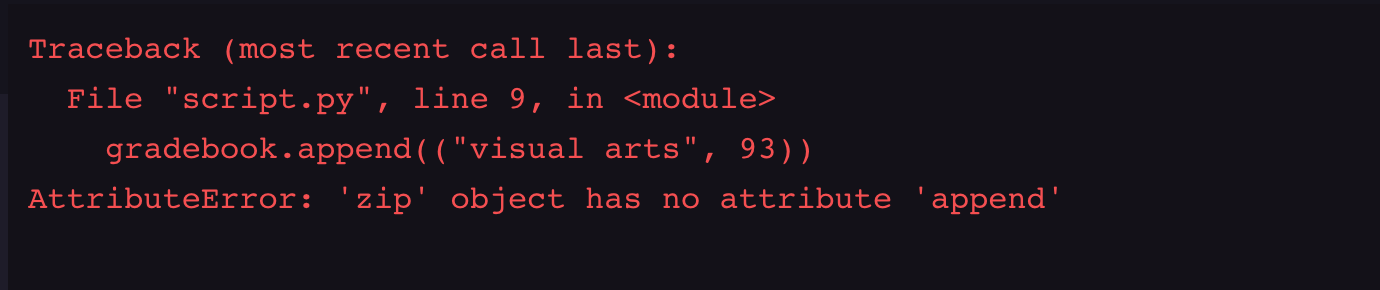 Traceback (most recent call last):
  File "script.py", line 9, in <module>
    gradebook.append(("visual arts", 93))
AttributeError: 'zip' object has no attribute 'append'